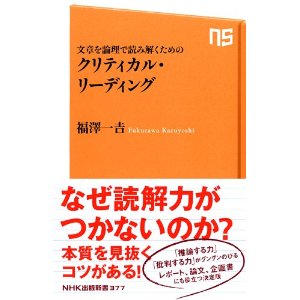 NS
文章を論理で読み解くための
クリティカル・
リーディング
福澤一吉 Fukuzawa Kazuyoshi
なぜ読解力が
つかないのか?
本質を見抜く
コツがある!
「推論する力」
「批判する力」がグングンのびる
レポート、論文、企画書
にも役立つ決定版
NHK出版新書 377